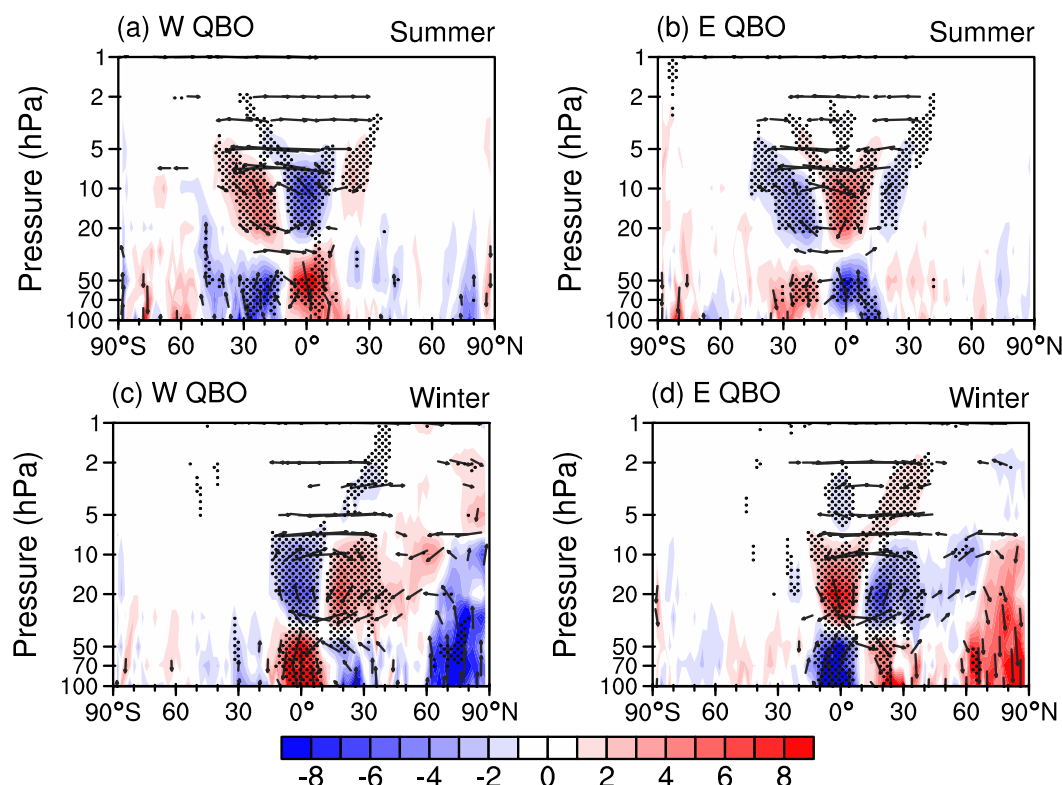 (a) W QBO Summer
(b) E QBO Summer
Pressure (hPa)
1
2
5
10
20
50
70
100
90°S 60 30 0° 30 60 90°N
Pressure (hPa)
1
2
5
10
20
50
70
100
90°S 60 30 0° 30 60 90°N
(c) W QBO Winter
(d) E QBO Winter
Pressure (hPa)
1
2
5
10
20
50
70
100
90°S 60 30 0° 30 60 90°N
Pressure (hPa)
1
2
5
10
20
50
70
100
90°S 60 30 0° 30 60 90°N
-8 -6 -4 -2 0 2 4 6 8